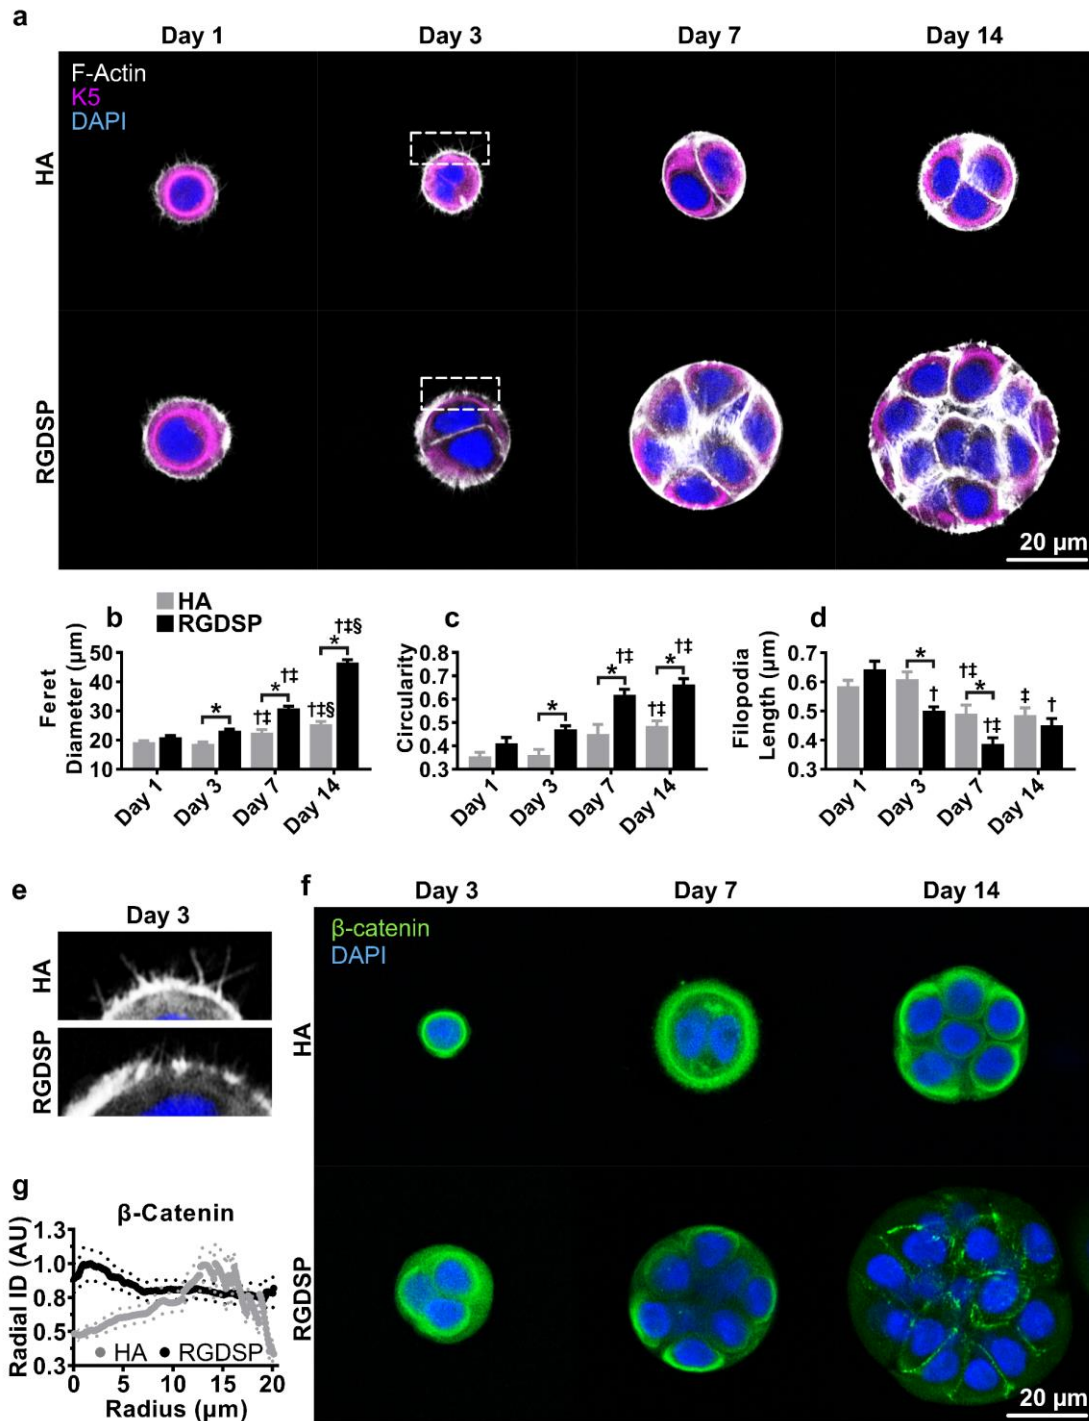 a
Day 1 Day 3 Day 7 Day 14
F-Actin
K5
DAPI
HA
RGDSP
20 µm
HA
RGDSP
b
Feret
Diameter (µm)
50
40
30
20
10
*
*
†‡
†‡
*
†‡§
†‡§
Day 1 Day 3 Day 7 Day 14
c
Circularity
0.8
0.7
0.6
0.5
0.4
0.3
*
*
†‡
†‡
*
†‡
Day 1 Day 3 Day 7 Day 14
d
Filopodia
Length (µm)
0.7
0.6
0.5
0.4
0.3
*
†
†‡
*
†‡
‡
†
Day 1 Day 3 Day 7 Day 14
e
Day 3
HA
RGDSP
f
Day 3 Day 7 Day 14
β-catenin
DAPI
HA
RGDSP
20 µm
g
β-Catenin
Radial ID (AU)
1.3
1.0
0.8
0.5
0.3
HA RGDSP
0 5 10 15 20
Radius (µm)